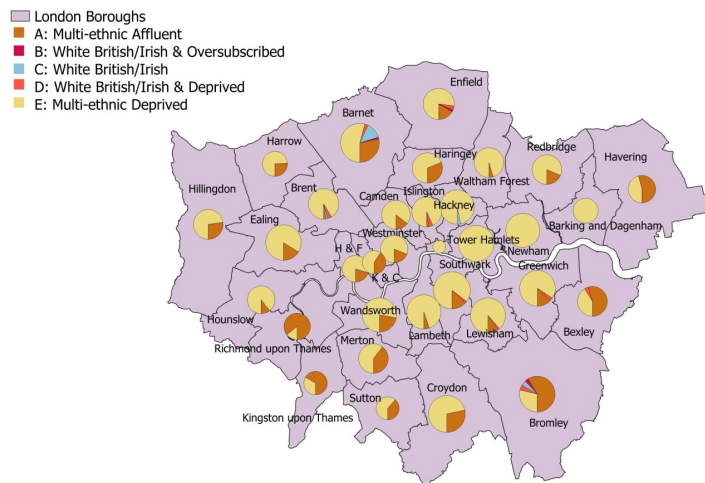 London Boroughs
A: Multi-ethnic Affluent
B: White British/Irish & Oversubscribed
C: White British/Irish
D: White British/Irish & Deprived
E: Multi-ethnic Deprived
Enfield
Barnet
Harrow
Haringey
Redbridge
Havering
Waltham Forest
Hillingdon
Brent
Camden
Islington
Hackney
Ealing
Westminster
Barking and Dagenham
H & F
Tower Hamlets
Newham
K & C
Southwark
Greenwich
Hounslow
Wandsworth
Lambeth
Lewisham
Bexley
Richmond upon Thames
Merton
Sutton
Croydon
Bromley
Kingston upon Thames